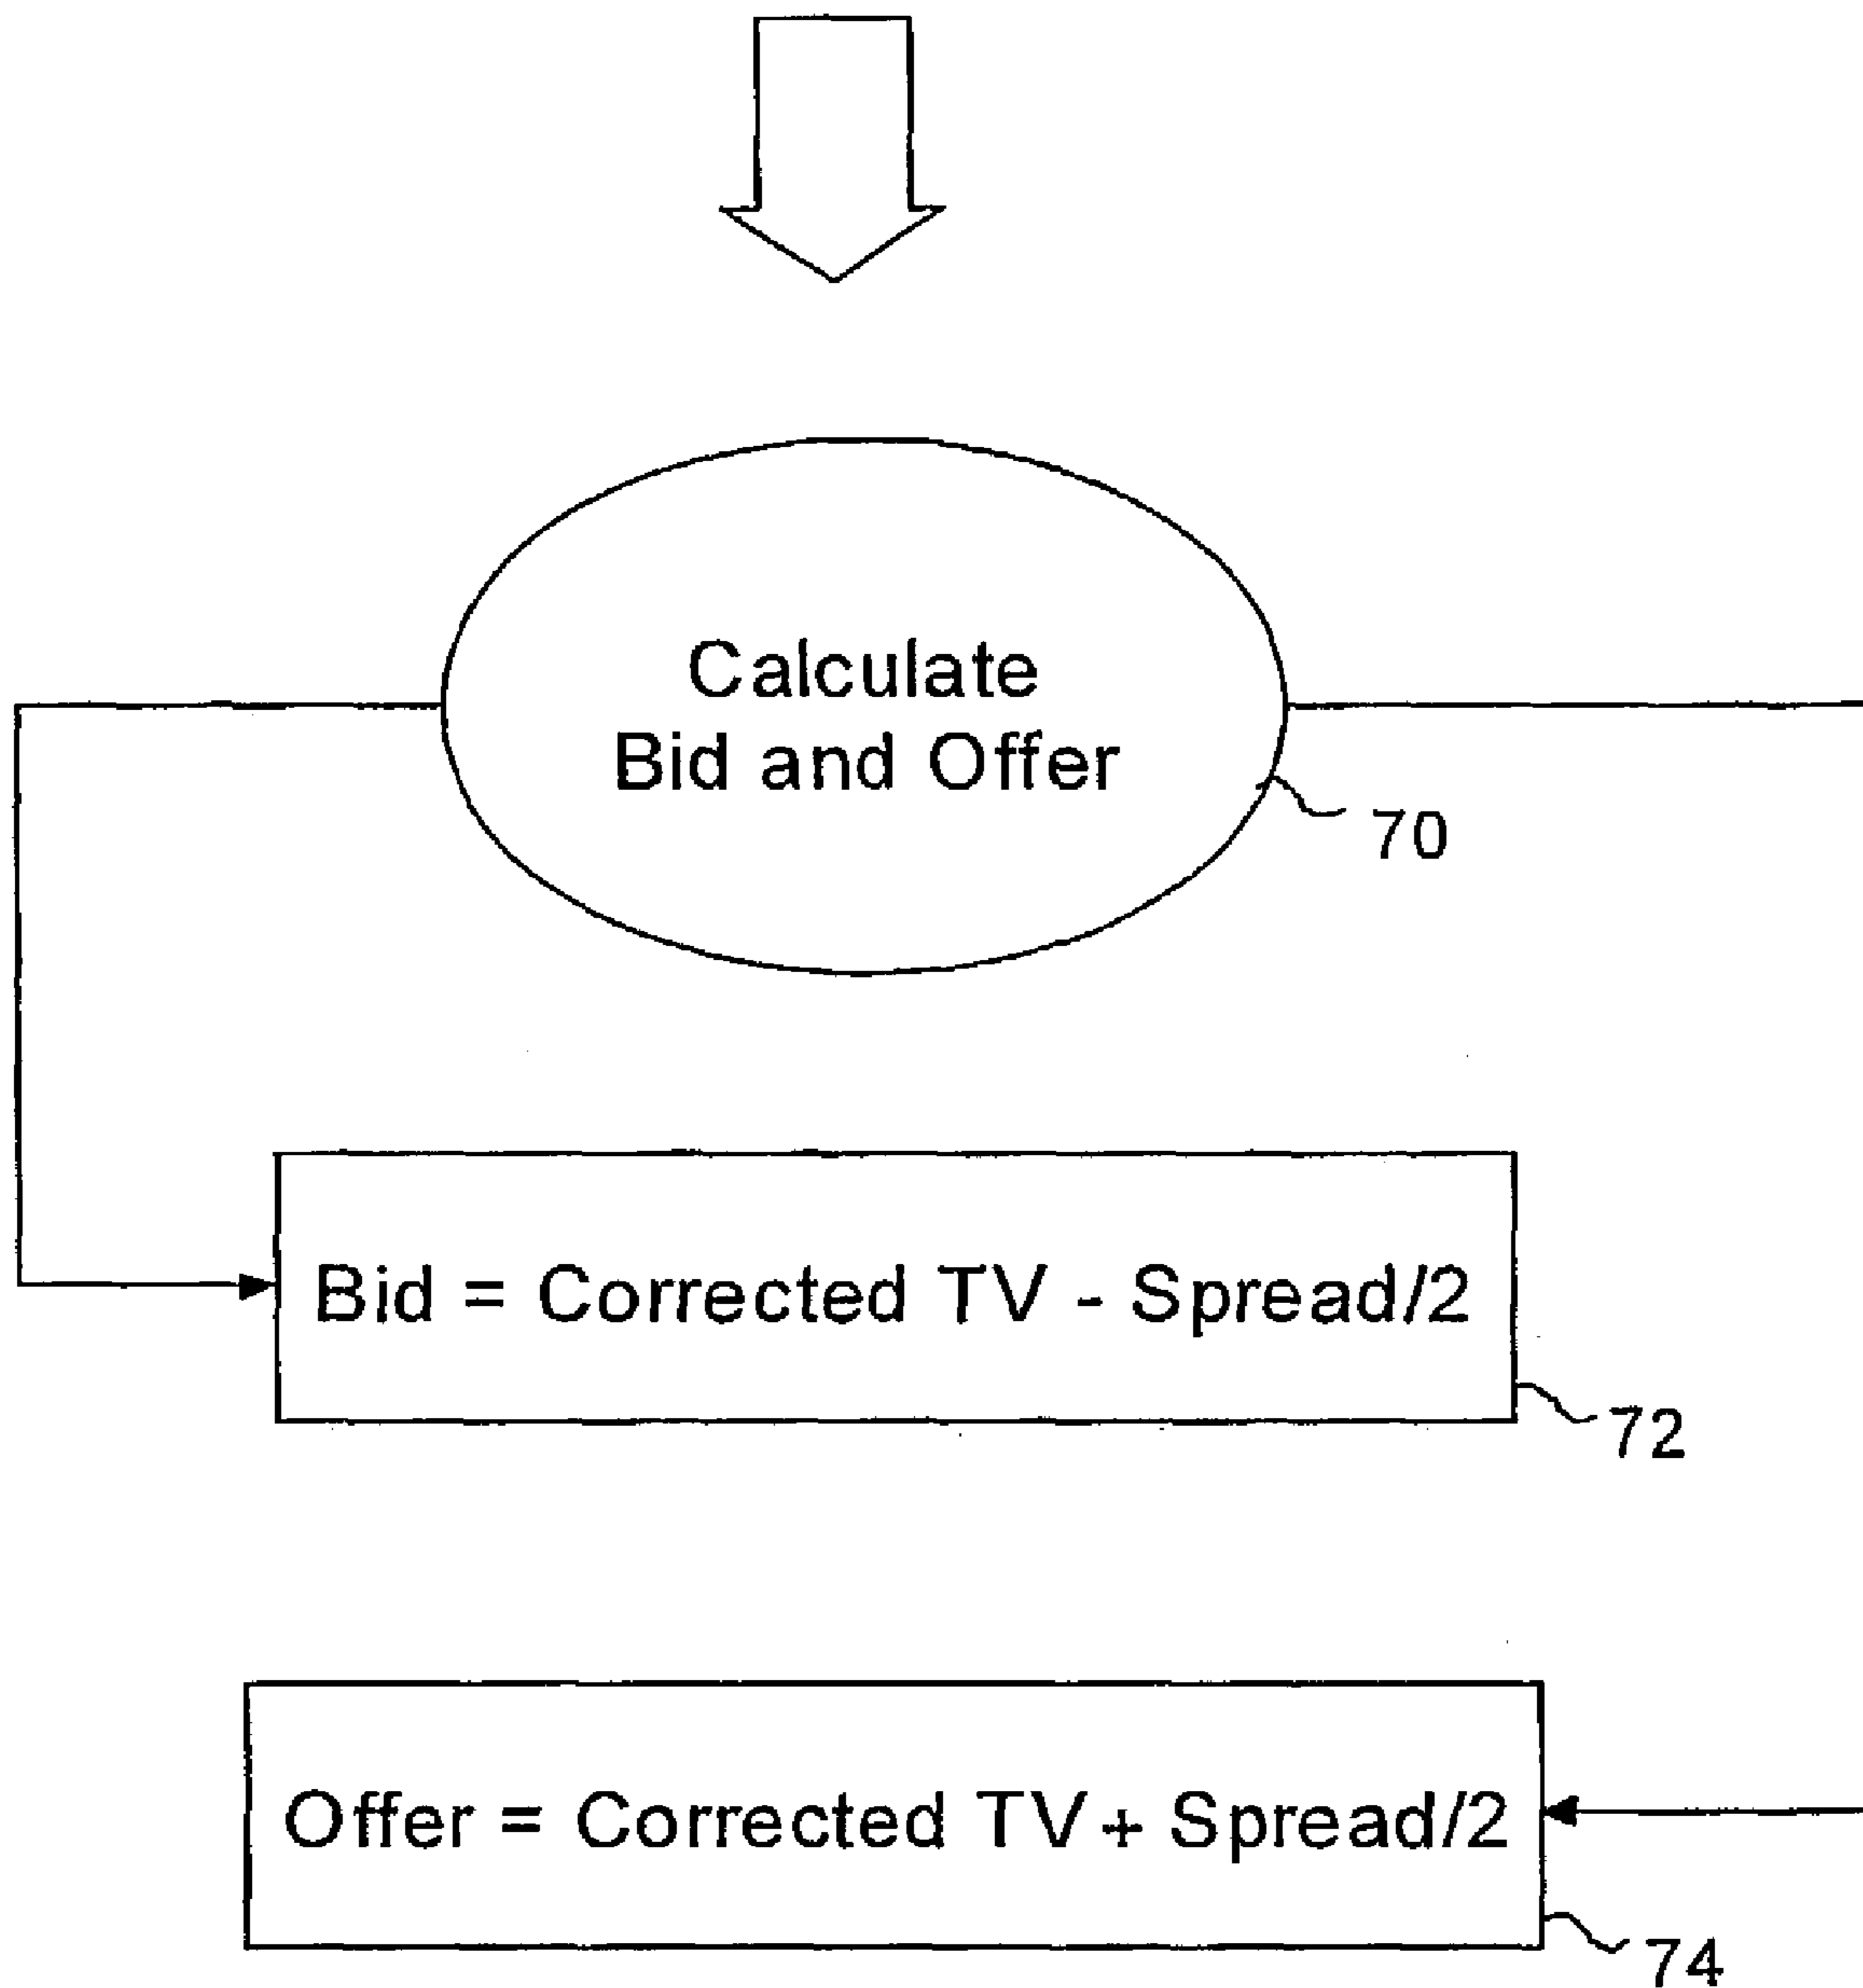 Calculate
Bid and Offer
70
Bid = Corrected TV - Spread/2
72
Offer = Corrected TV + Spread/2
74